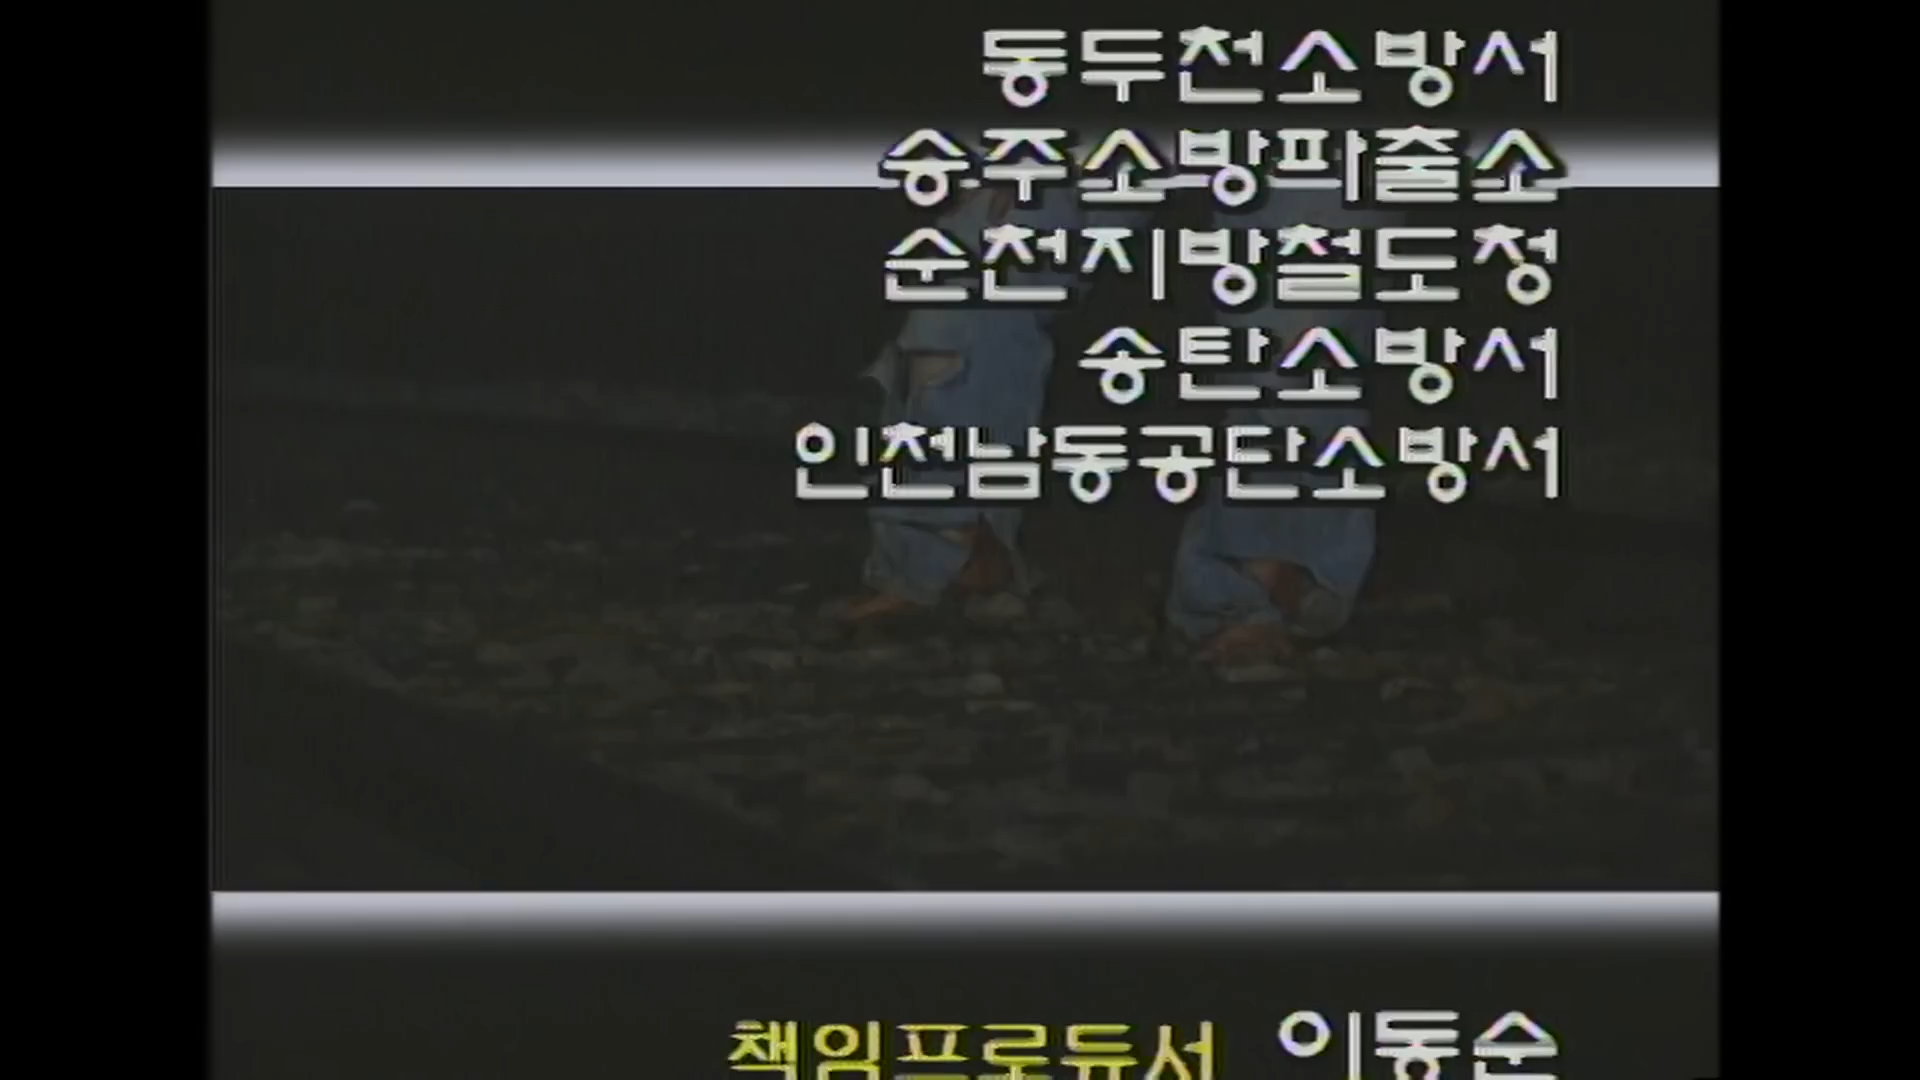 동두천소방서
송주소방파출소
순천지방철도청
송탄소방서
인천남동공단소방서
책임프로듀서 이동순